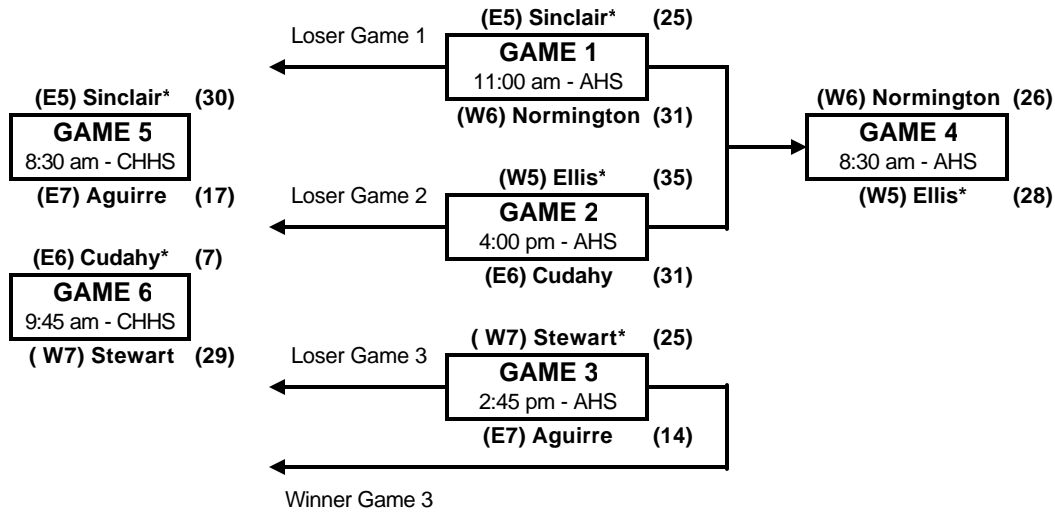 (E5) Sinclair* (25)
Loser Game 1
GAME 1
11:00 am - AHS
(W6) Normington (31)
(E5) Sinclair* (30)
GAME 5
8:30 am - CHHS
(E7) Aguirre (17)
(W6) Normington (26)
GAME 4
8:30 am - AHS
(W5) Ellis* (28)
(W5) Ellis* (35)
Loser Game 2
GAME 2
4:00 pm - AHS
(E6) Cudahy (31)
(E6) Cudahy* (7)
GAME 6
9:45 am - CHHS
( W7) Stewart (29)
( W7) Stewart* (25)
Loser Game 3
GAME 3
2:45 pm - AHS
(E7) Aguirre (14)
Winner Game 3